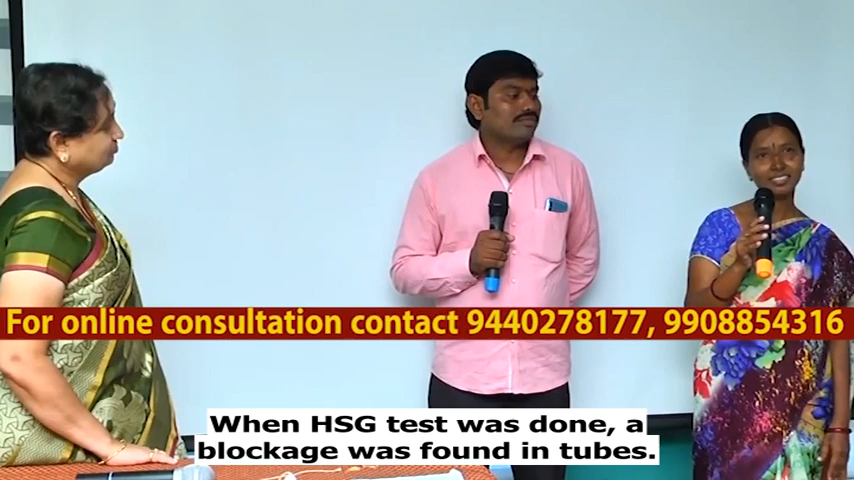 For online consultation contact 9440278177, 9908854316
When HSG test was done, a
blockage was found in tubes.